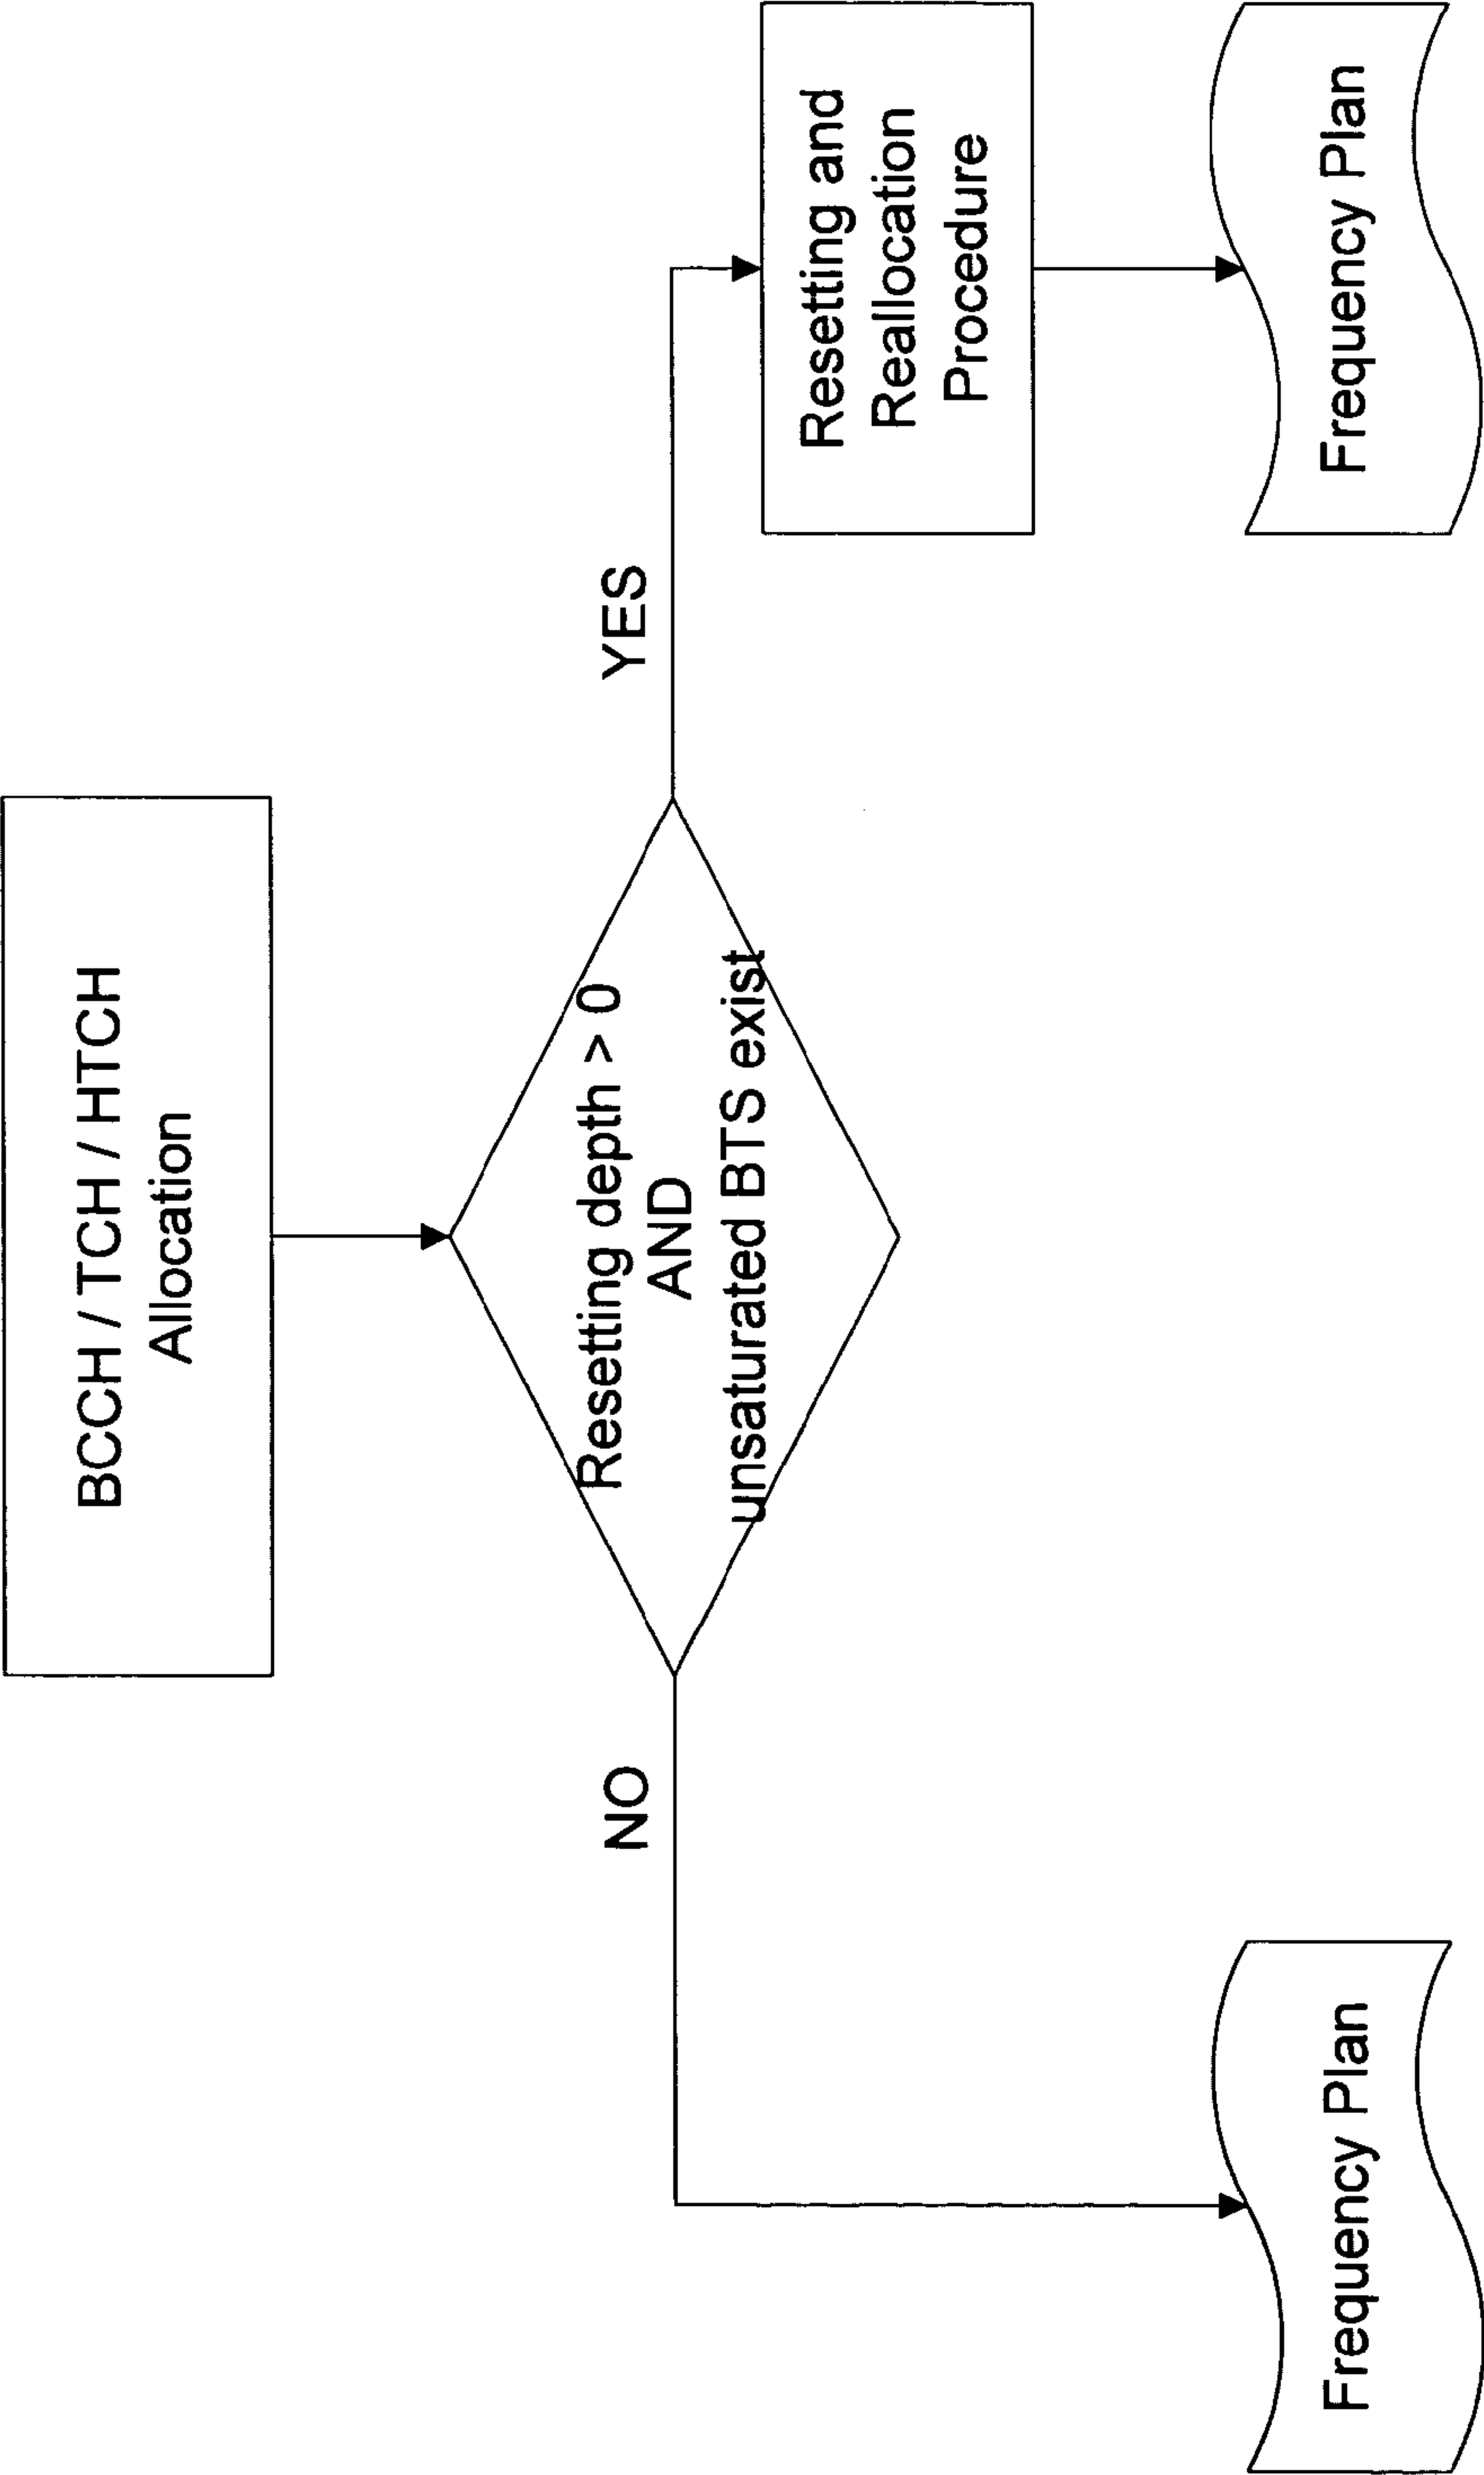 BCCH / TCH / HTCH
Allocation
Resetting depth > 0
AND
unsaturated BTS exist
NO
YES
Resetting and
Reallocation
Procedure
Frequency Plan
Frequency Plan